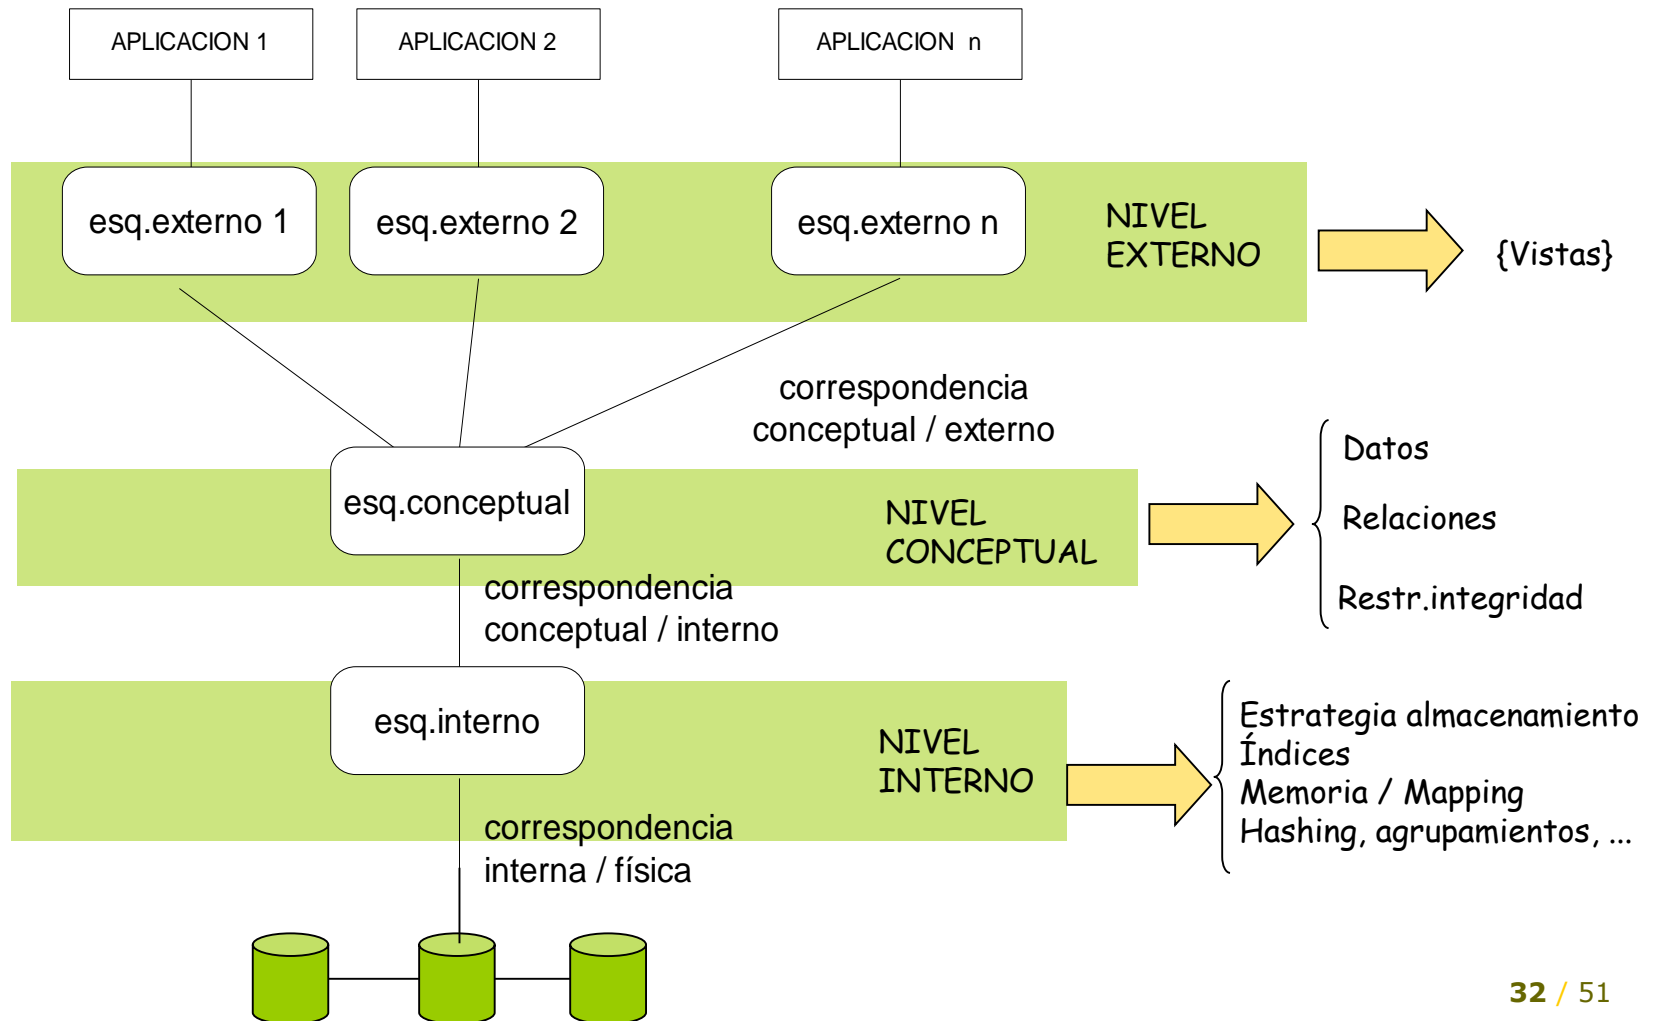 APLICACION 1
APLICACION 2
APLICACION n
esq.externo 1
esq.externo 2
esq.externo n
NIVEL
EXTERNO
{Vistas}
correspondencia
conceptual / externo
esq.conceptual
NIVEL
CONCEPTUAL
Datos
Relaciones
Restr.integridad
correspondencia
conceptual / interno
esq.interno
NIVEL
INTERNO
Estrategia almacenamiento
Índices
Memoria / Mapping
Hashing, agrupamientos, ...
correspondencia
interna / física
32 / 51